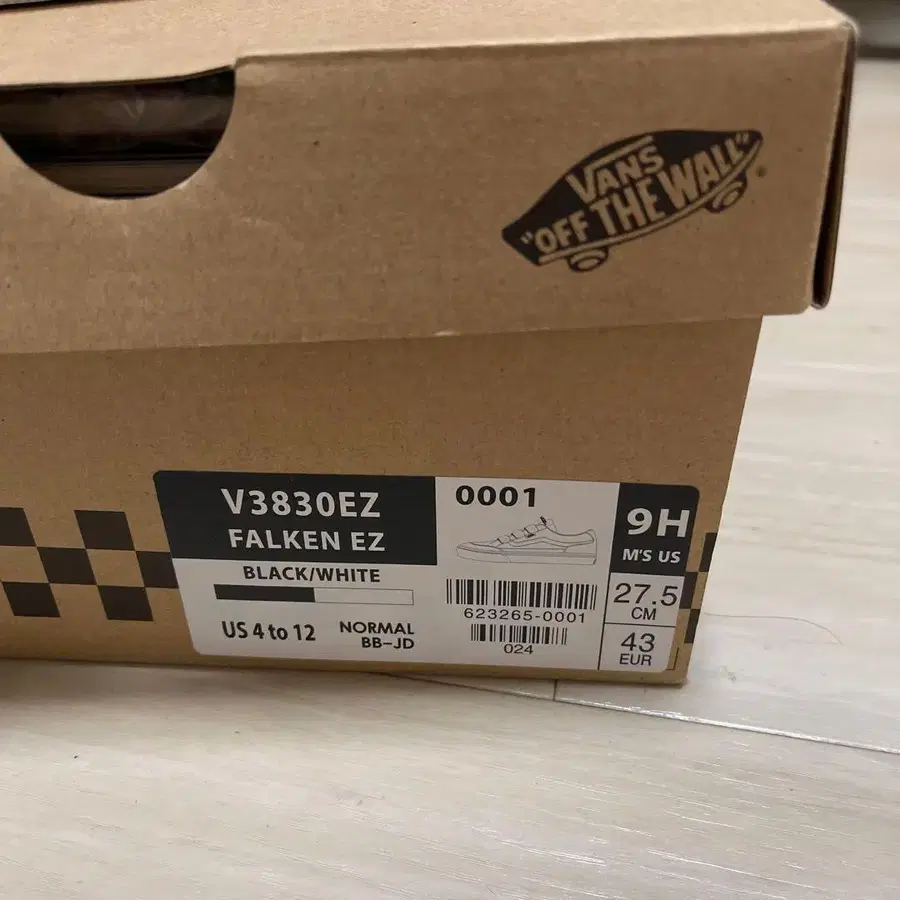 VANS
"OFF THE WALL"
V3830EZ
FALKEN EZ
BLACK/WHITE
US 4 to 12
NORMAL
BB-JD
0001
623265-0001
024
9H
M'S US
27.5
CM
43
EUR